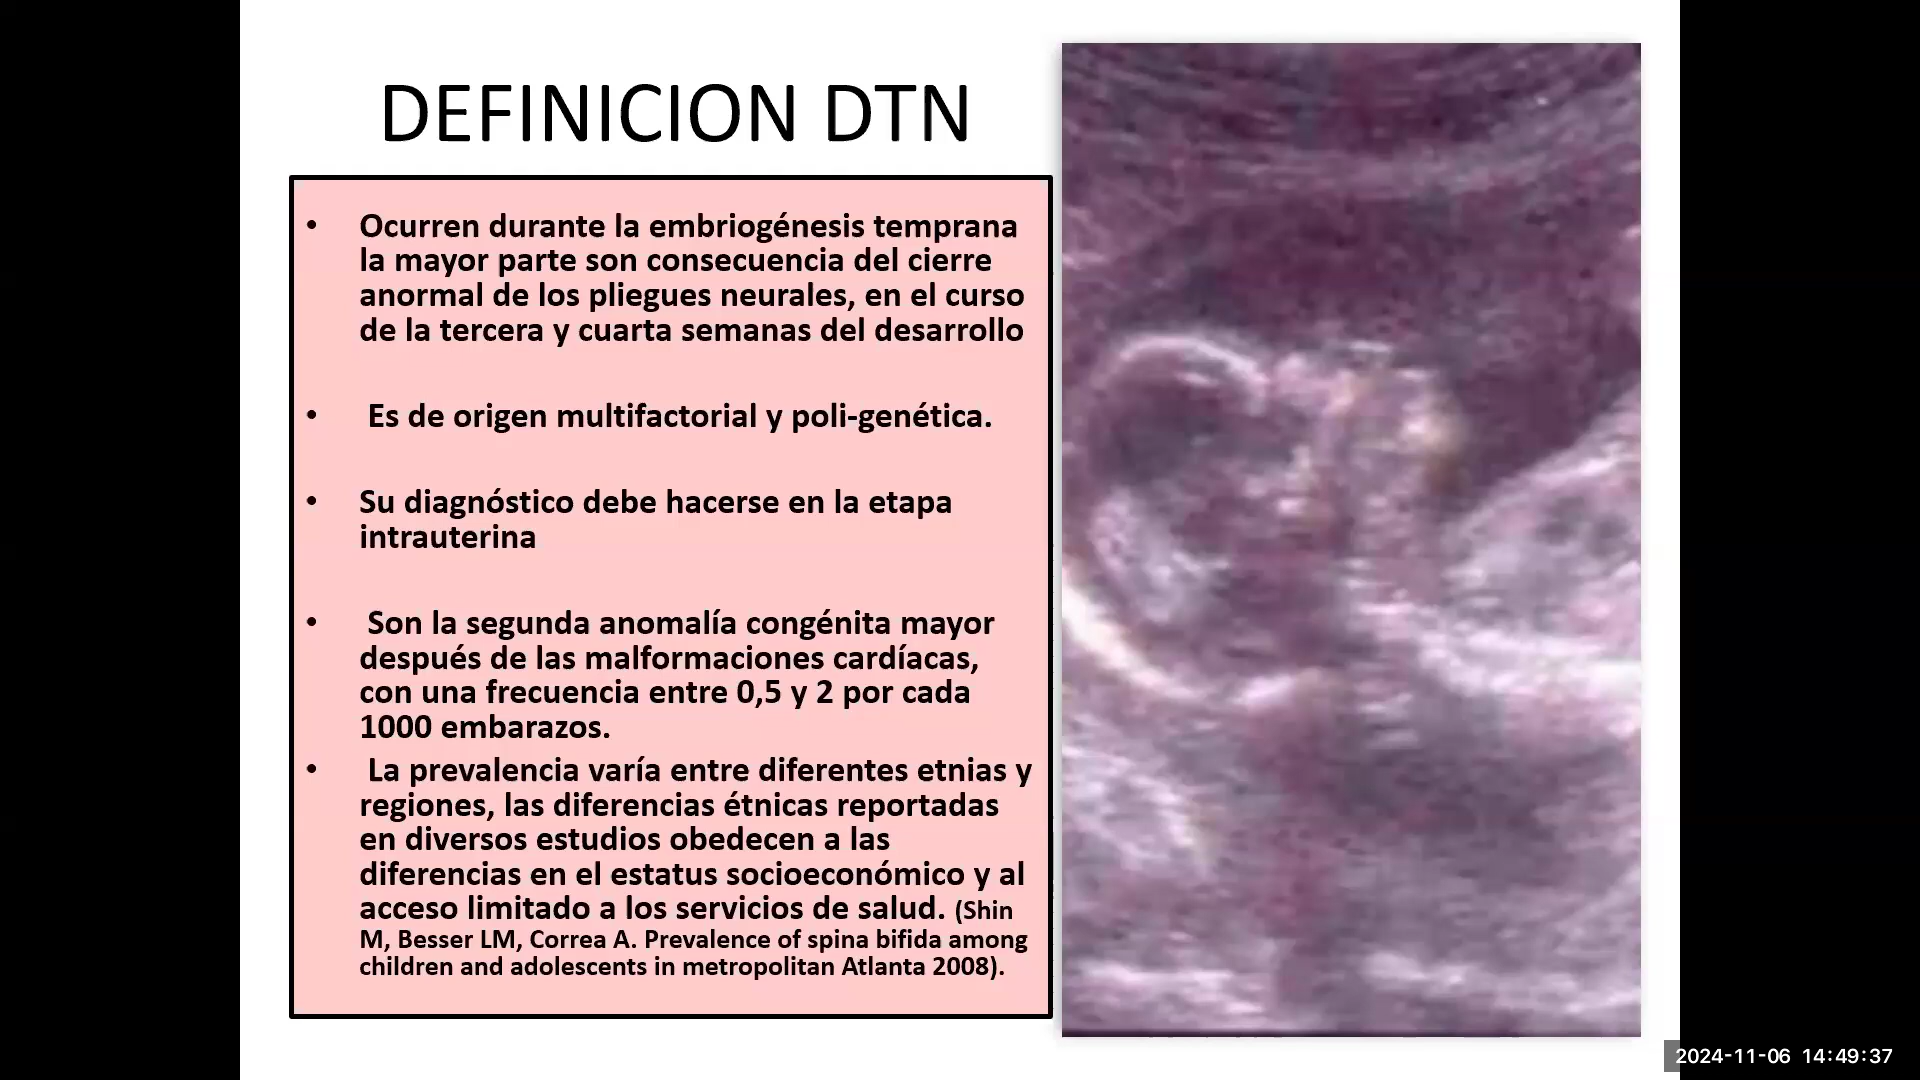 DEFINICION DTN
• Ocurren durante la embriogénesis temprana
la mayor parte son consecuencia del cierre
anormal de los pliegues neurales, en el curso
de la tercera y cuarta semanas del desarrollo
• Es de origen multifactorial y poli-genética.
• Su diagnóstico debe hacerse en la etapa
intrauterina
• Son la segunda anomalía congénita mayor
después de las malformaciones cardíacas,
con una frecuencia entre 0,5 y 2 por cada
1000 embarazos.
• La prevalencia varía entre diferentes etnias y
regiones, las diferencias étnicas reportadas
en diversos estudios obedecen a las
diferencias en el estatus socioeconómico y al
acceso limitado a los servicios de salud. (Shin
M, Besser LM, Correa A. Prevalence of spina bifida among
children and adolescents in metropolitan Atlanta 2008).
2024-11-06 14:49:37